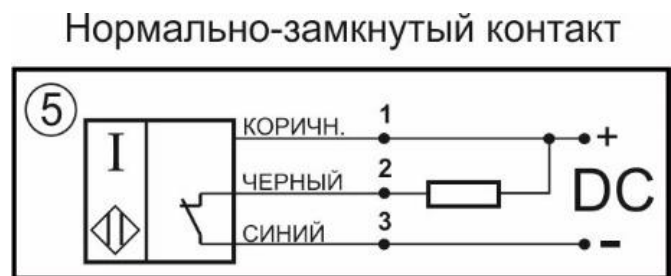 Нормально-замкнутый контакт
5
I
КОРИЧН. 1 +
ЧЕРНЫЙ 2
DC
СИНИЙ 3 -